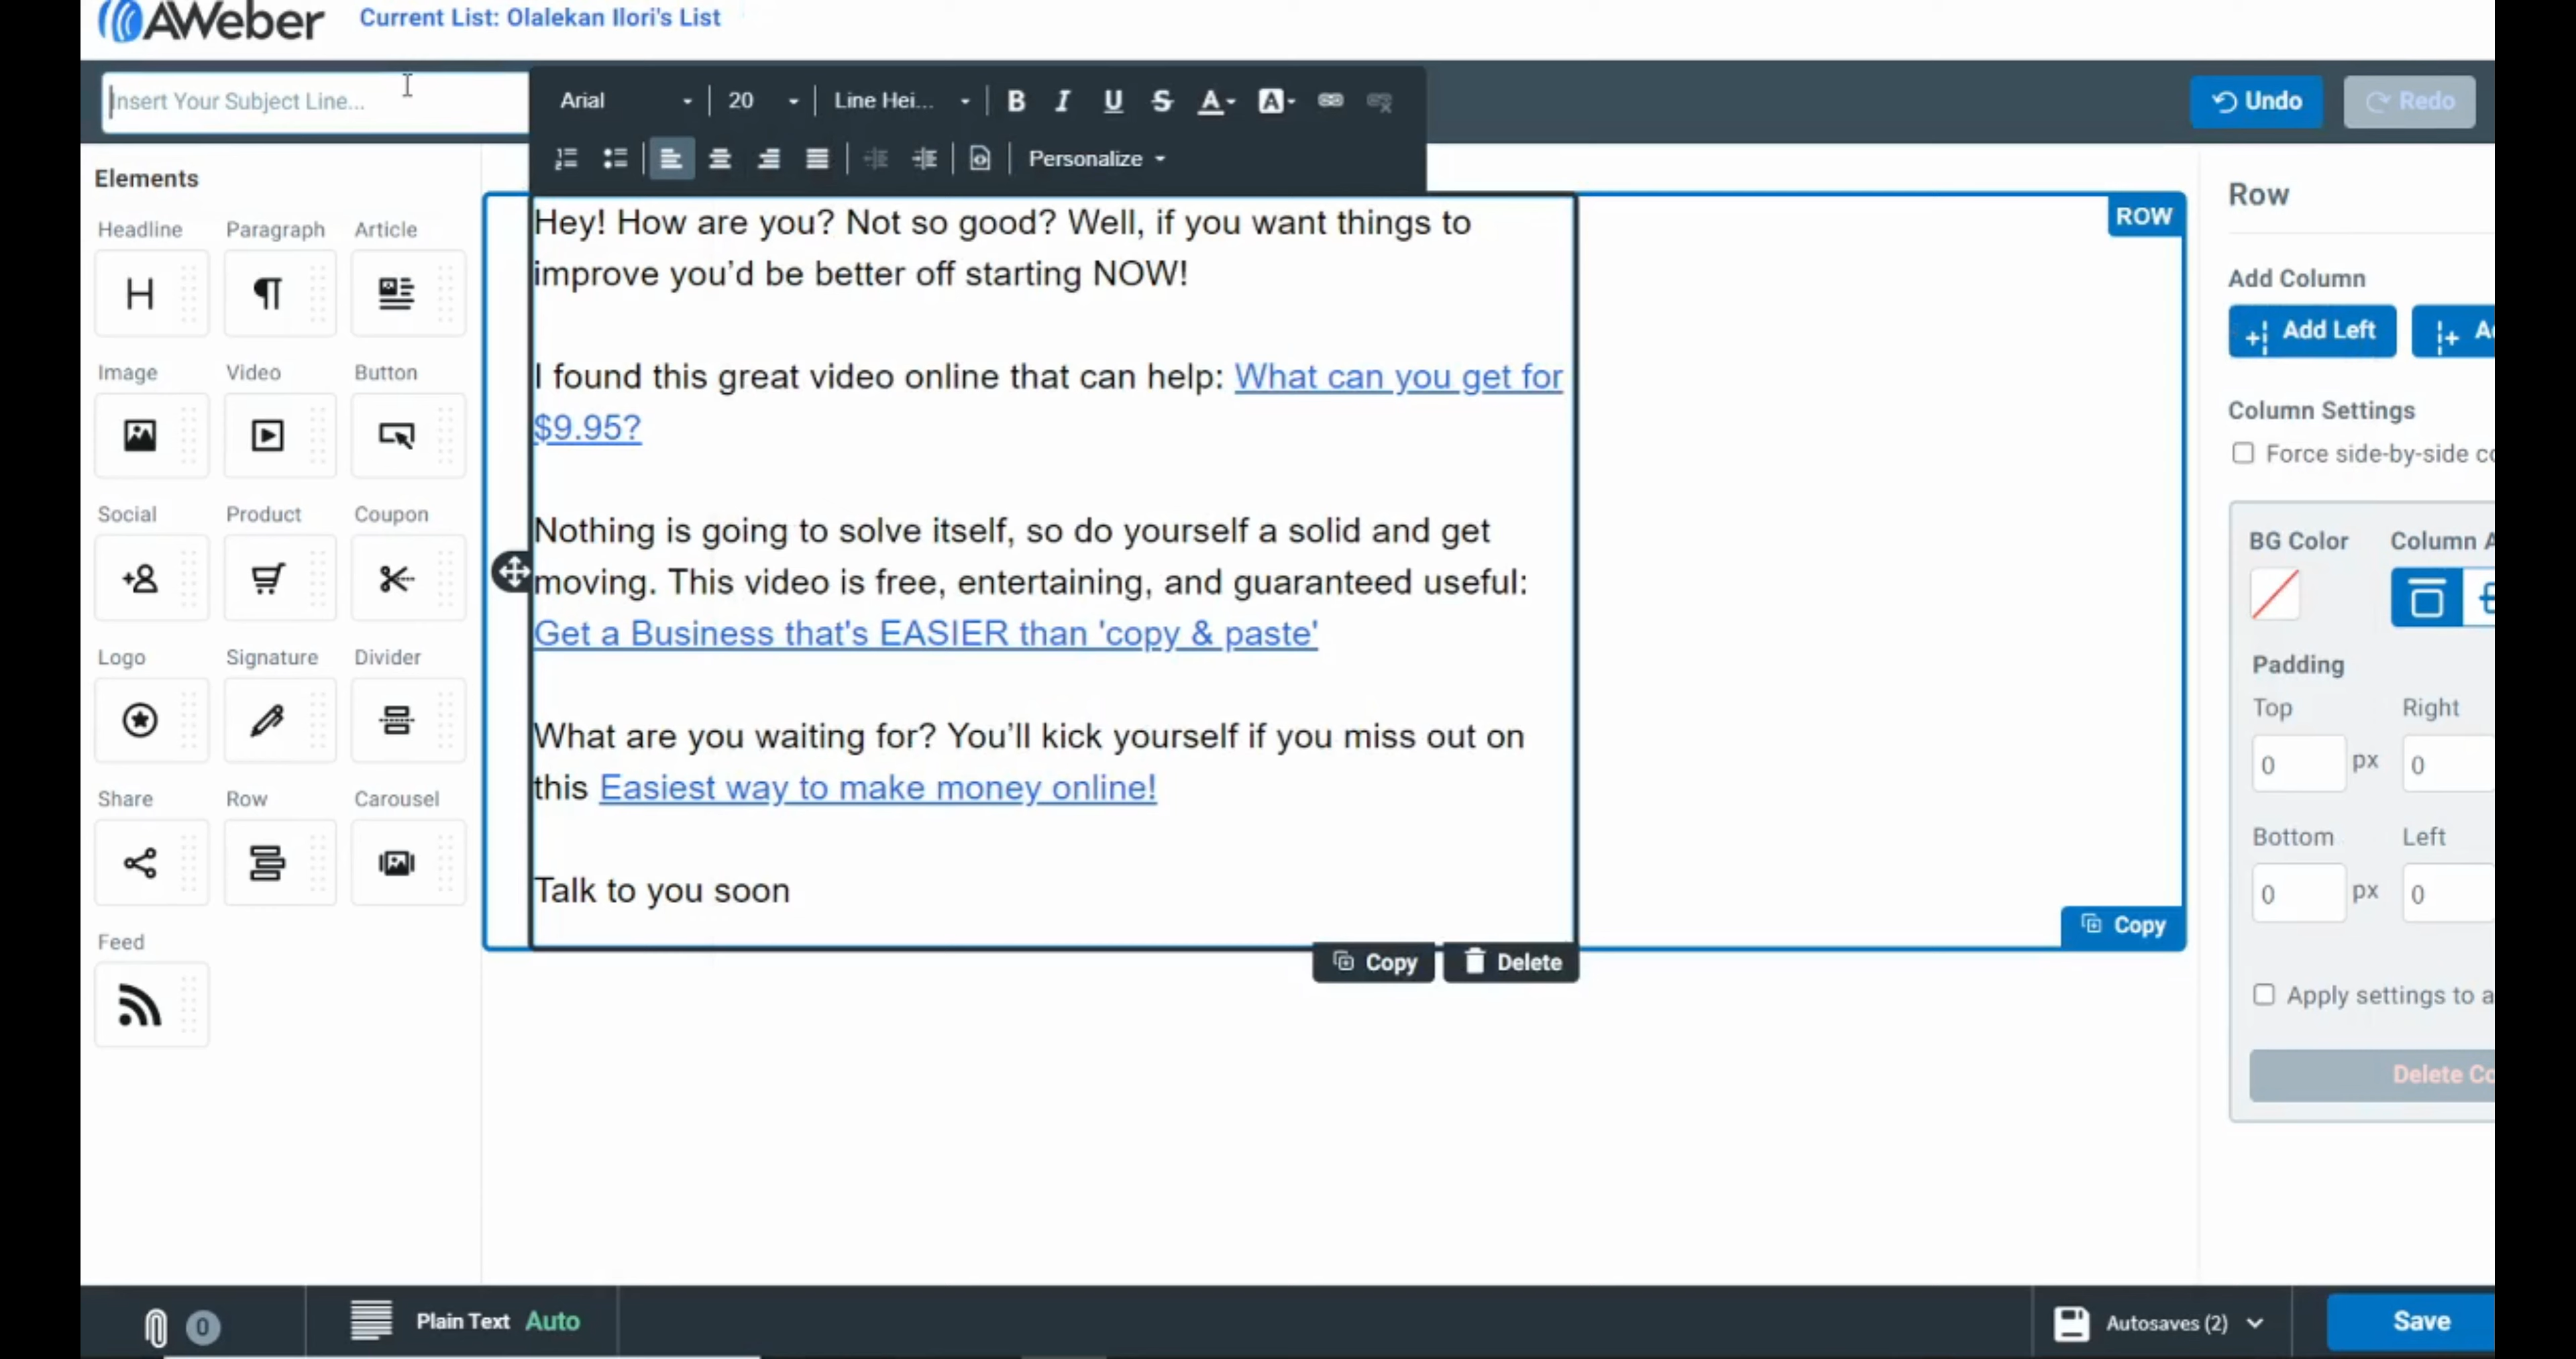 AWeber Current List: Olalekan Ilori's List
Insert Your Subject Line...
Arial 20 Line Hei... B I U S A A
Personalize
Undo Redo
Elements
Headline Paragraph Article
Image Video Button
Social Product Coupon
Logo Signature Divider
Share Row Carousel
Feed
Hey! How are you? Not so good? Well, if you want things to
improve you’d be better off starting NOW!
I found this great video online that can help: What can you get for
$9.95?
Nothing is going to solve itself, so do yourself a solid and get
moving. This video is free, entertaining, and guaranteed useful:
Get a Business that's EASIER than 'copy & paste'
What are you waiting for? You’ll kick yourself if you miss out on
this Easiest way to make money online!
Talk to you soon
ROW
Copy
Copy Delete
Row
Add Column
Add Left
Column Settings
Force side-by-side
BG Color Column
Padding
Top Right
0 px 0
Bottom Left
0 px 0
Apply settings to
Delete
0 Plain Text Auto
Autosaves (2) Save